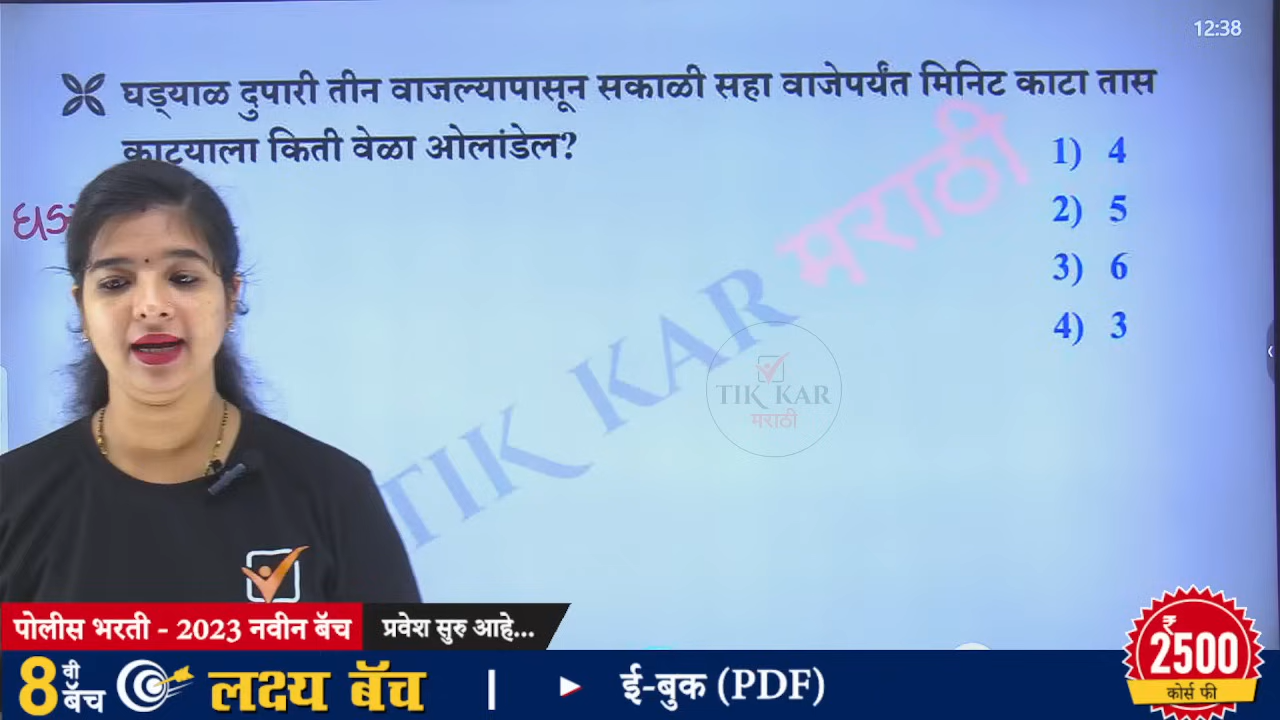 12:38
घड्याळ दुपारी तीन वाजल्यापासून सकाळी सहा वाजेपर्यंत मिनिट काटा तास
काटयाला किती वेळा ओलांडेल?
1) 4
2) 5
3) 6
4) 3
TIK KAR मराठी
TIK KAR
मराठी
पोलीस भरती - 2023 नवीन बॅच
प्रवेश सुरु आहे...
8 वी बॅच लक्ष्य बॅच | ई-बुक (PDF)
₹
2500
कोर्स फी